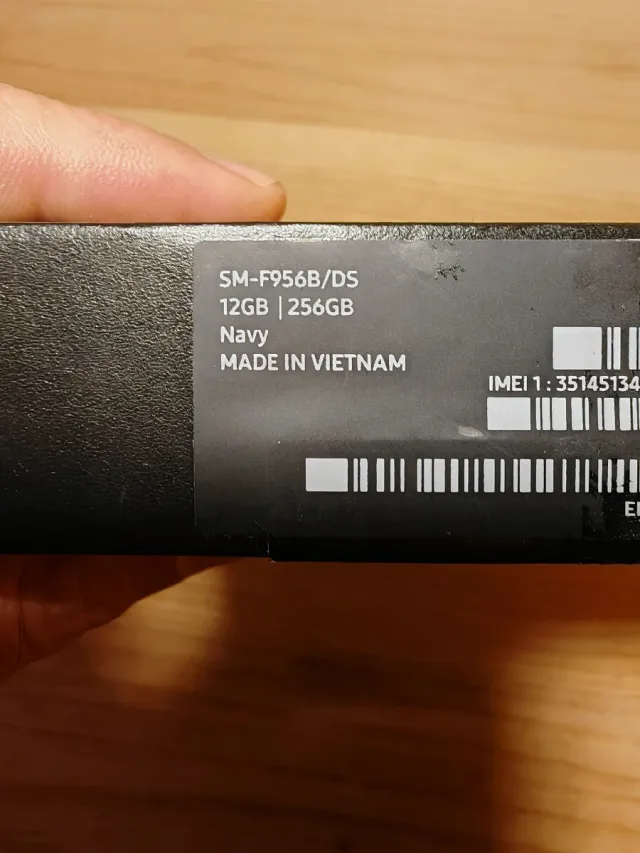 SM-F956B/DS
12GB | 256GB
Navy
MADE IN VIETNAM
IMEI 1 : 35145134